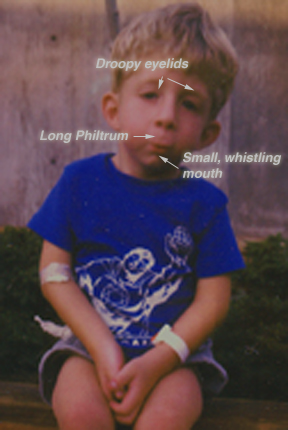 Droopy eyelids
Long Philtrum
Small, whistling
mouth